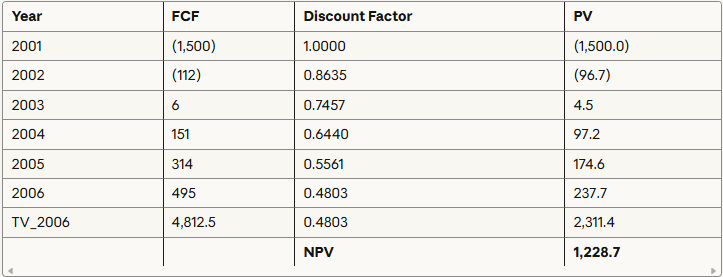 Year FCF Discount Factor PV
2001 (1,500) 1.0000 (1,500.0)
2002 (112) 0.8635 (96.7)
2003 6 0.7457 4.5
2004 151 0.6440 97.2
2005 314 0.5561 174.6
2006 495 0.4803 237.7
TV_2006 4,812.5 0.4803 2,311.4
NPV 1,228.7